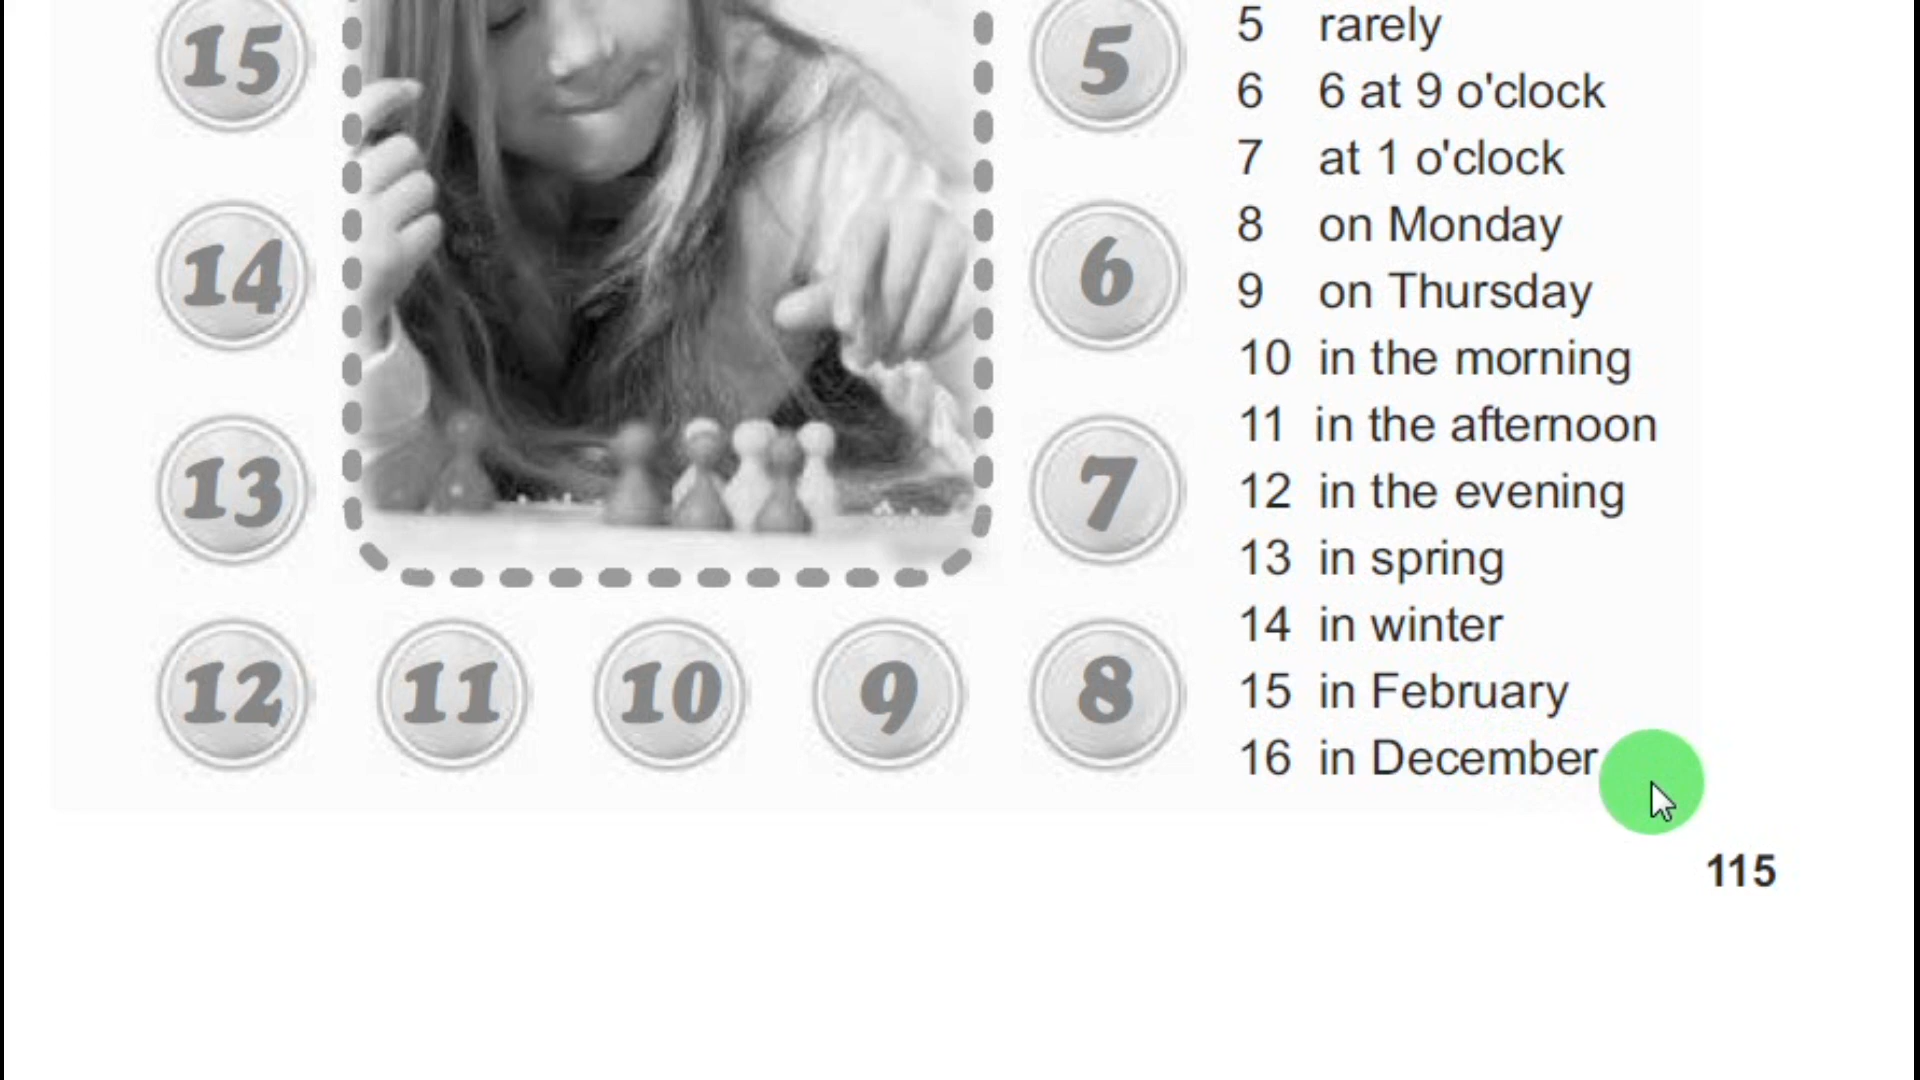 15
5
14
6
13
7
12 11 10 9 8
5 rarely
6 6 at 9 o'clock
7 at 1 o'clock
8 on Monday
9 on Thursday
10 in the morning
11 in the afternoon
12 in the evening
13 in spring
14 in winter
15 in February
16 in December
115